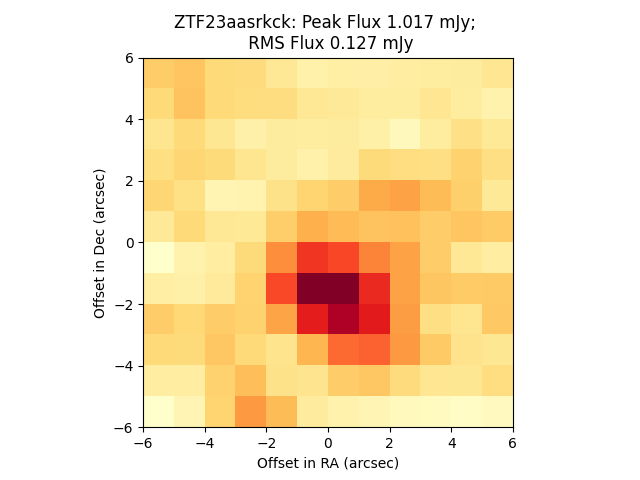 ZTF23aasrkck: Peak Flux 1.017 mJy;
RMS Flux 0.127 mJy
6
4
2
0
−2
−4
−6
Offset in Dec (arcsec)
−6 −4 −2 0 2 4 6
Offset in RA (arcsec)